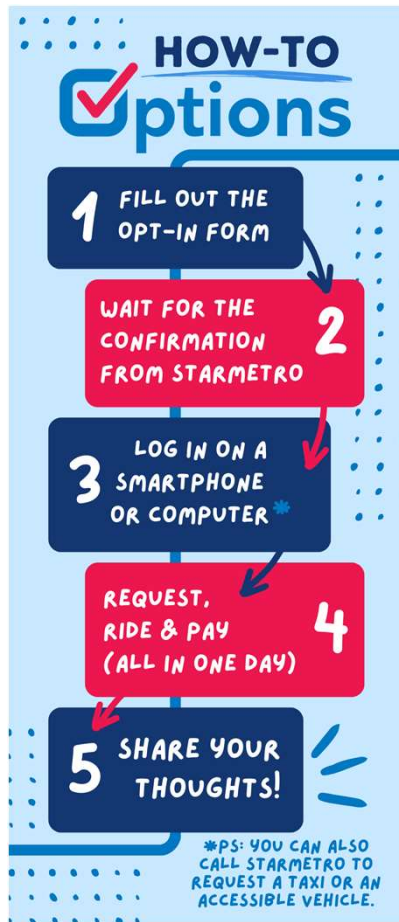 HOW-TO
Options
1
FILL OUT THE
OPT-IN FORM
WAIT FOR THE
CONFIRMATION
FROM STARMETRO
2
3
LOG IN ON A
SMARTPHONE
OR COMPUTER*
REQUEST,
RIDE & PAY
(ALL IN ONE DAY)
4
5
SHARE YOUR
THOUGHTS!
*PS: YOU CAN ALSO
CALL STARMETRO TO
REQUEST A TAXI OR AN
ACCESSIBLE VEHICLE.